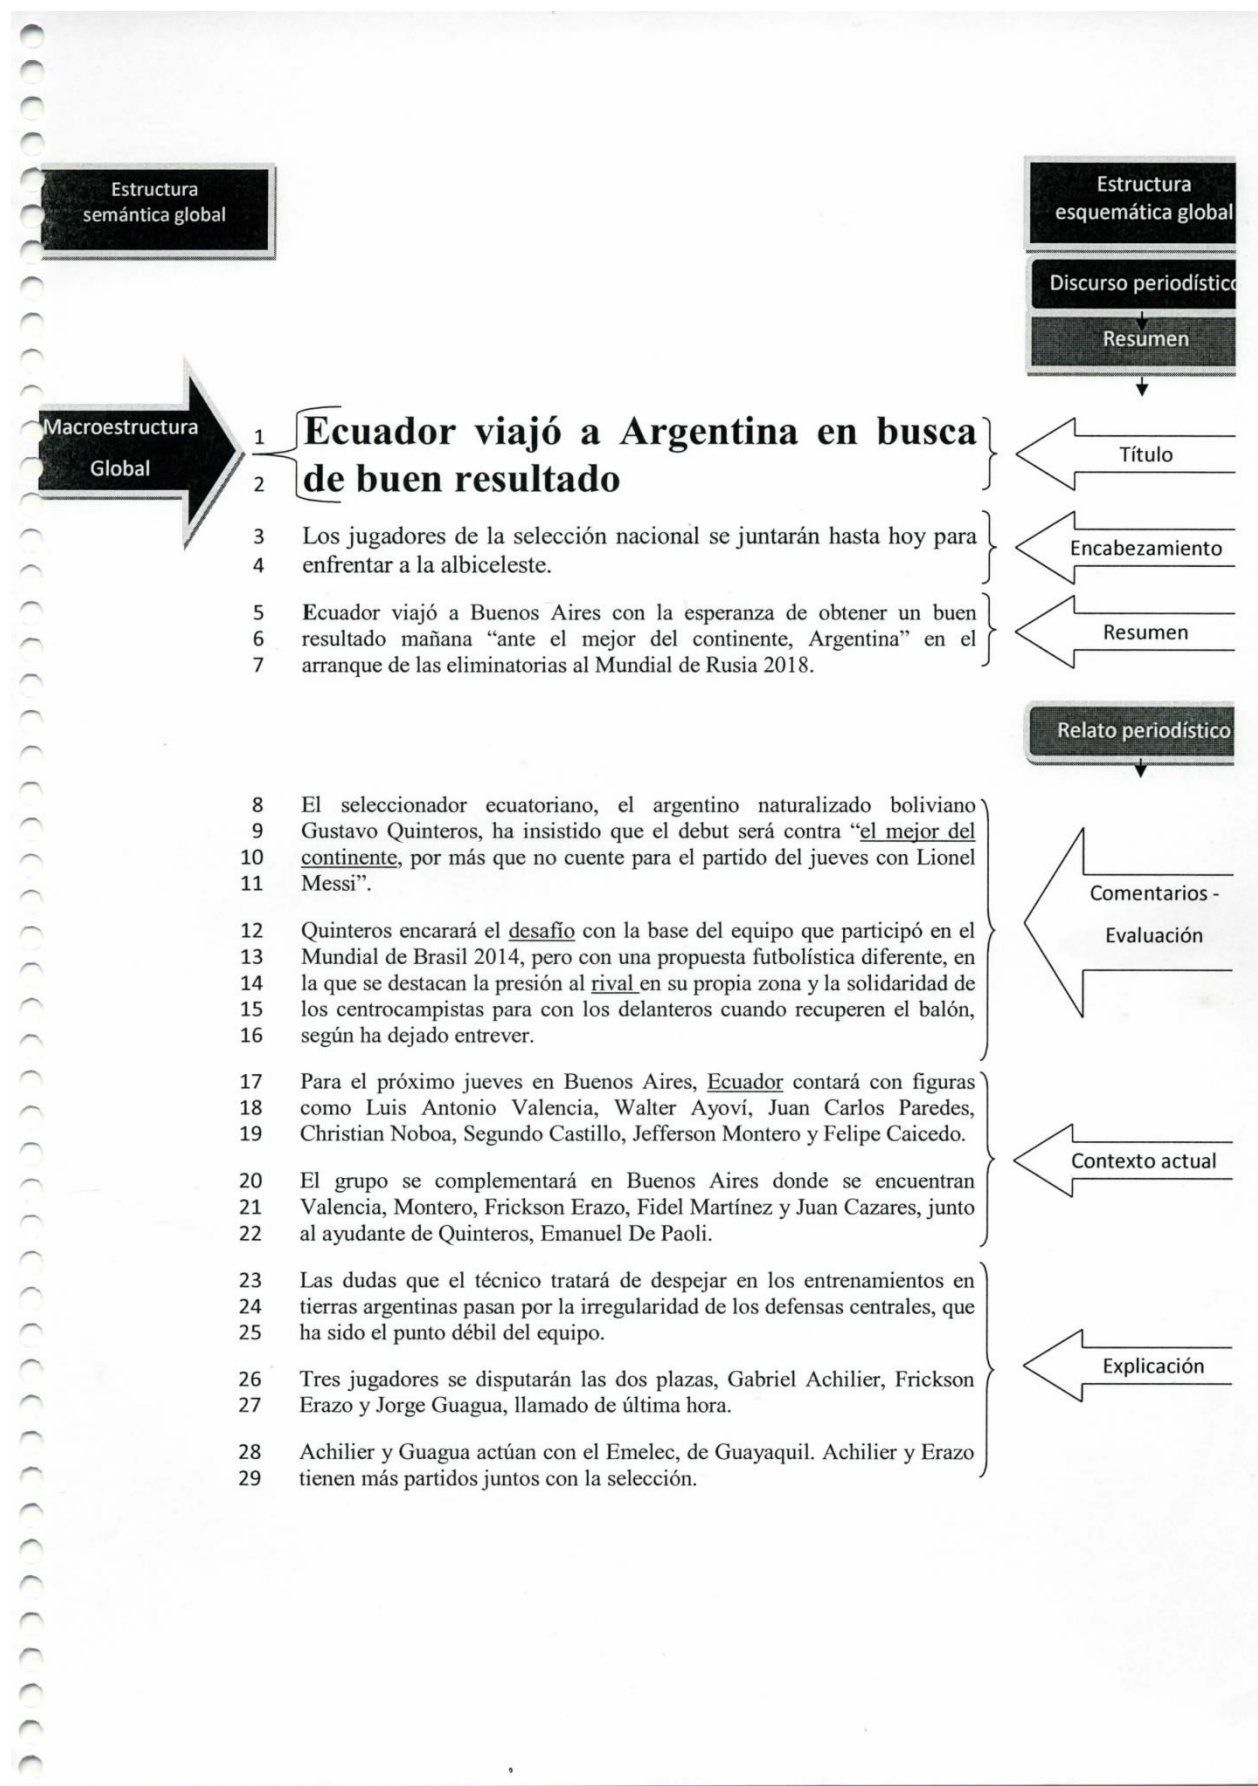 Estructura
semántica global
Estructura
esquemática global
Discurso periodístico
Resumen
Macroestructura
Global
1 Ecuador viajó a Argentina en busca
2 de buen resultado
Título
3 Los jugadores de la selección nacional se juntarán hasta hoy para
4 enfrentar a la albiceleste.
Encabezamiento
5 Ecuador viajó a Buenos Aires con la esperanza de obtener un buen
6 resultado mañana “ante el mejor del continente, Argentina” en el
7 arranque de las eliminatorias al Mundial de Rusia 2018.
Resumen
Relato periodístico
8 El seleccionador ecuatoriano, el argentino naturalizado boliviano
9 Gustavo Quinteros, ha insistido que el debut será contra “el mejor del
10 continente, por más que no cuente para el partido del jueves con Lionel
11 Messi”.
12 Quinteros encarará el desafío con la base del equipo que participó en el
13 Mundial de Brasil 2014, pero con una propuesta futbolística diferente, en
14 la que se destacan la presión al rival en su propia zona y la solidaridad de
15 los centrocampistas para con los delanteros cuando recuperen el balón,
16 según ha dejado entrever.
Comentarios -
Evaluación
17 Para el próximo jueves en Buenos Aires, Ecuador contará con figuras
18 como Luis Antonio Valencia, Walter Ayoví, Juan Carlos Paredes,
19 Christian Noboa, Segundo Castillo, Jefferson Montero y Felipe Caicedo.
20 El grupo se complementará en Buenos Aires donde se encuentran
21 Valencia, Montero, Frickson Erazo, Fidel Martínez y Juan Cazares, junto
22 al ayudante de Quinteros, Emanuel De Paoli.
Contexto actual
23 Las dudas que el técnico tratará de despejar en los entrenamientos en
24 tierras argentinas pasan por la irregularidad de los defensas centrales, que
25 ha sido el punto débil del equipo.
26 Tres jugadores se disputarán las dos plazas, Gabriel Achilier, Frickson
27 Erazo y Jorge Guagua, llamado de última hora.
28 Achilier y Guagua actúan con el Emelec, de Guayaquil. Achilier y Erazo
29 tienen más partidos juntos con la selección.
Explicación